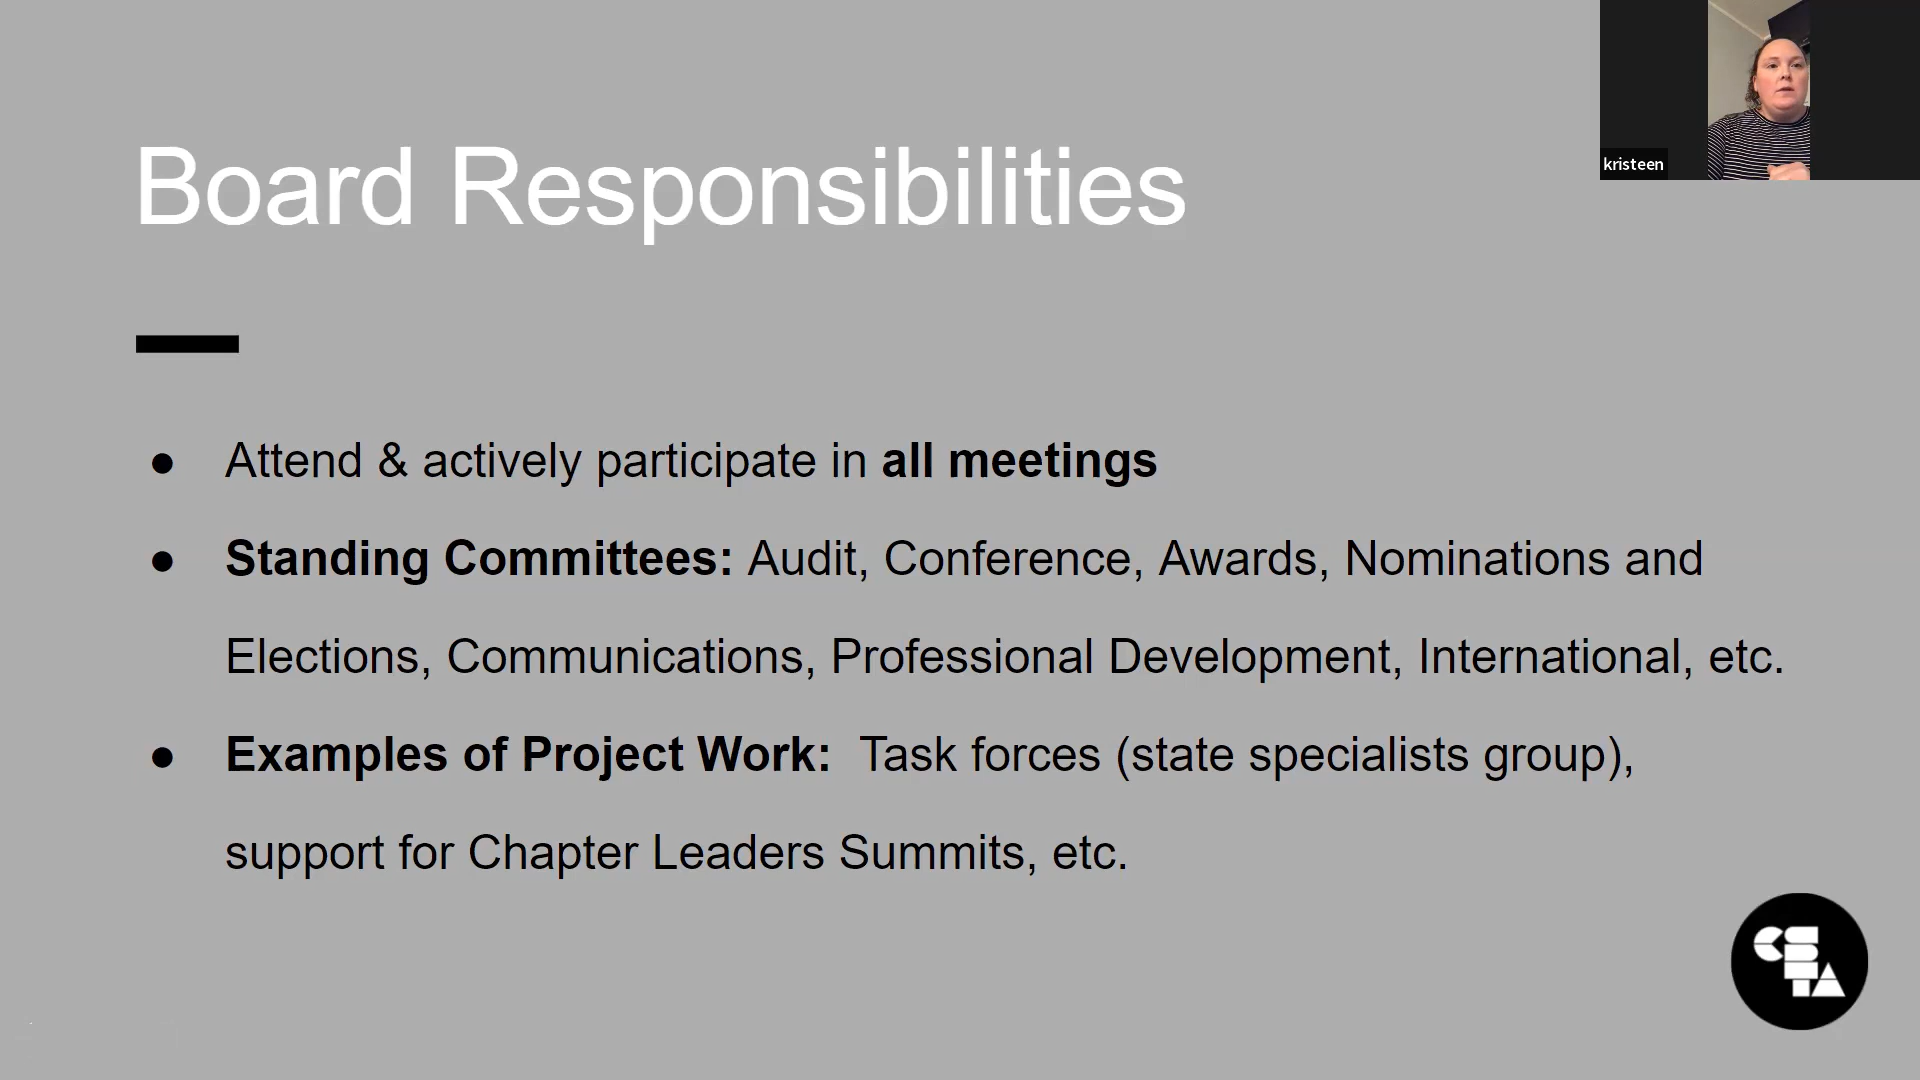 kristeen
Board Responsibilities
● Attend & actively participate in all meetings
● Standing Committees: Audit, Conference, Awards, Nominations and
Elections, Communications, Professional Development, International, etc.
● Examples of Project Work:  Task forces (state specialists group),
support for Chapter Leaders Summits, etc.
CSTA